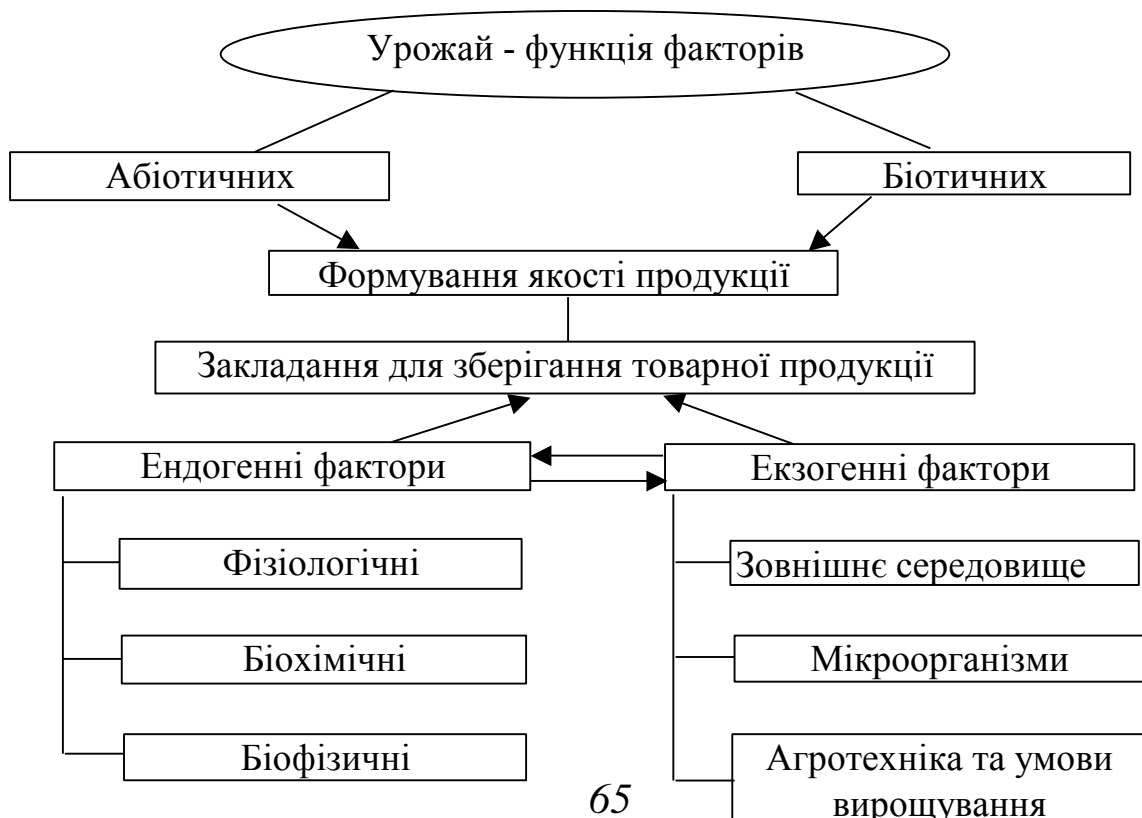 Урожай - функція факторів
Абіотичних
Біотичних
Формування якості продукції
Закладання для зберігання товарної продукції
Ендогенні фактори
Екзогенні фактори
Фізіологічні
Зовнішнє середовище
Біохімічні
Мікроорганізми
Біофізичні
Агротехніка та умови
вирощування
65